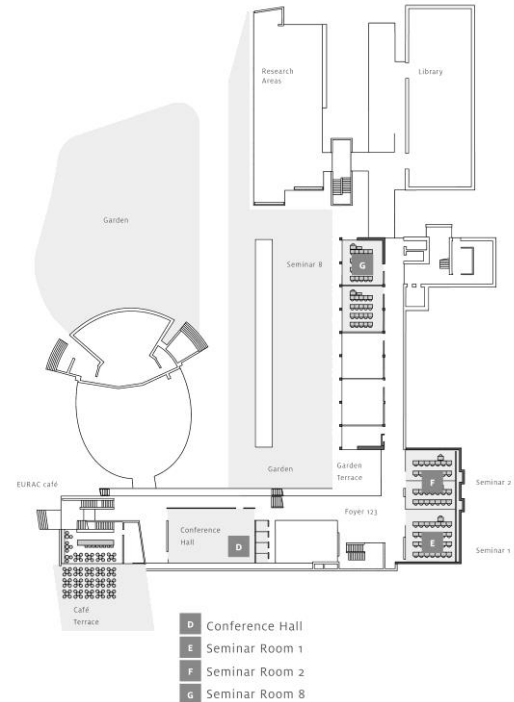 Research
Areas
Library
Garden
Seminar 8
G
EURAC café
Garden
Garden
Terrace
F
Seminar 2
Foyer 123
Conference
Hall
D
E
Seminar 1
Café
Terrace
D Conference Hall
E Seminar Room 1
F Seminar Room 2
G Seminar Room 8